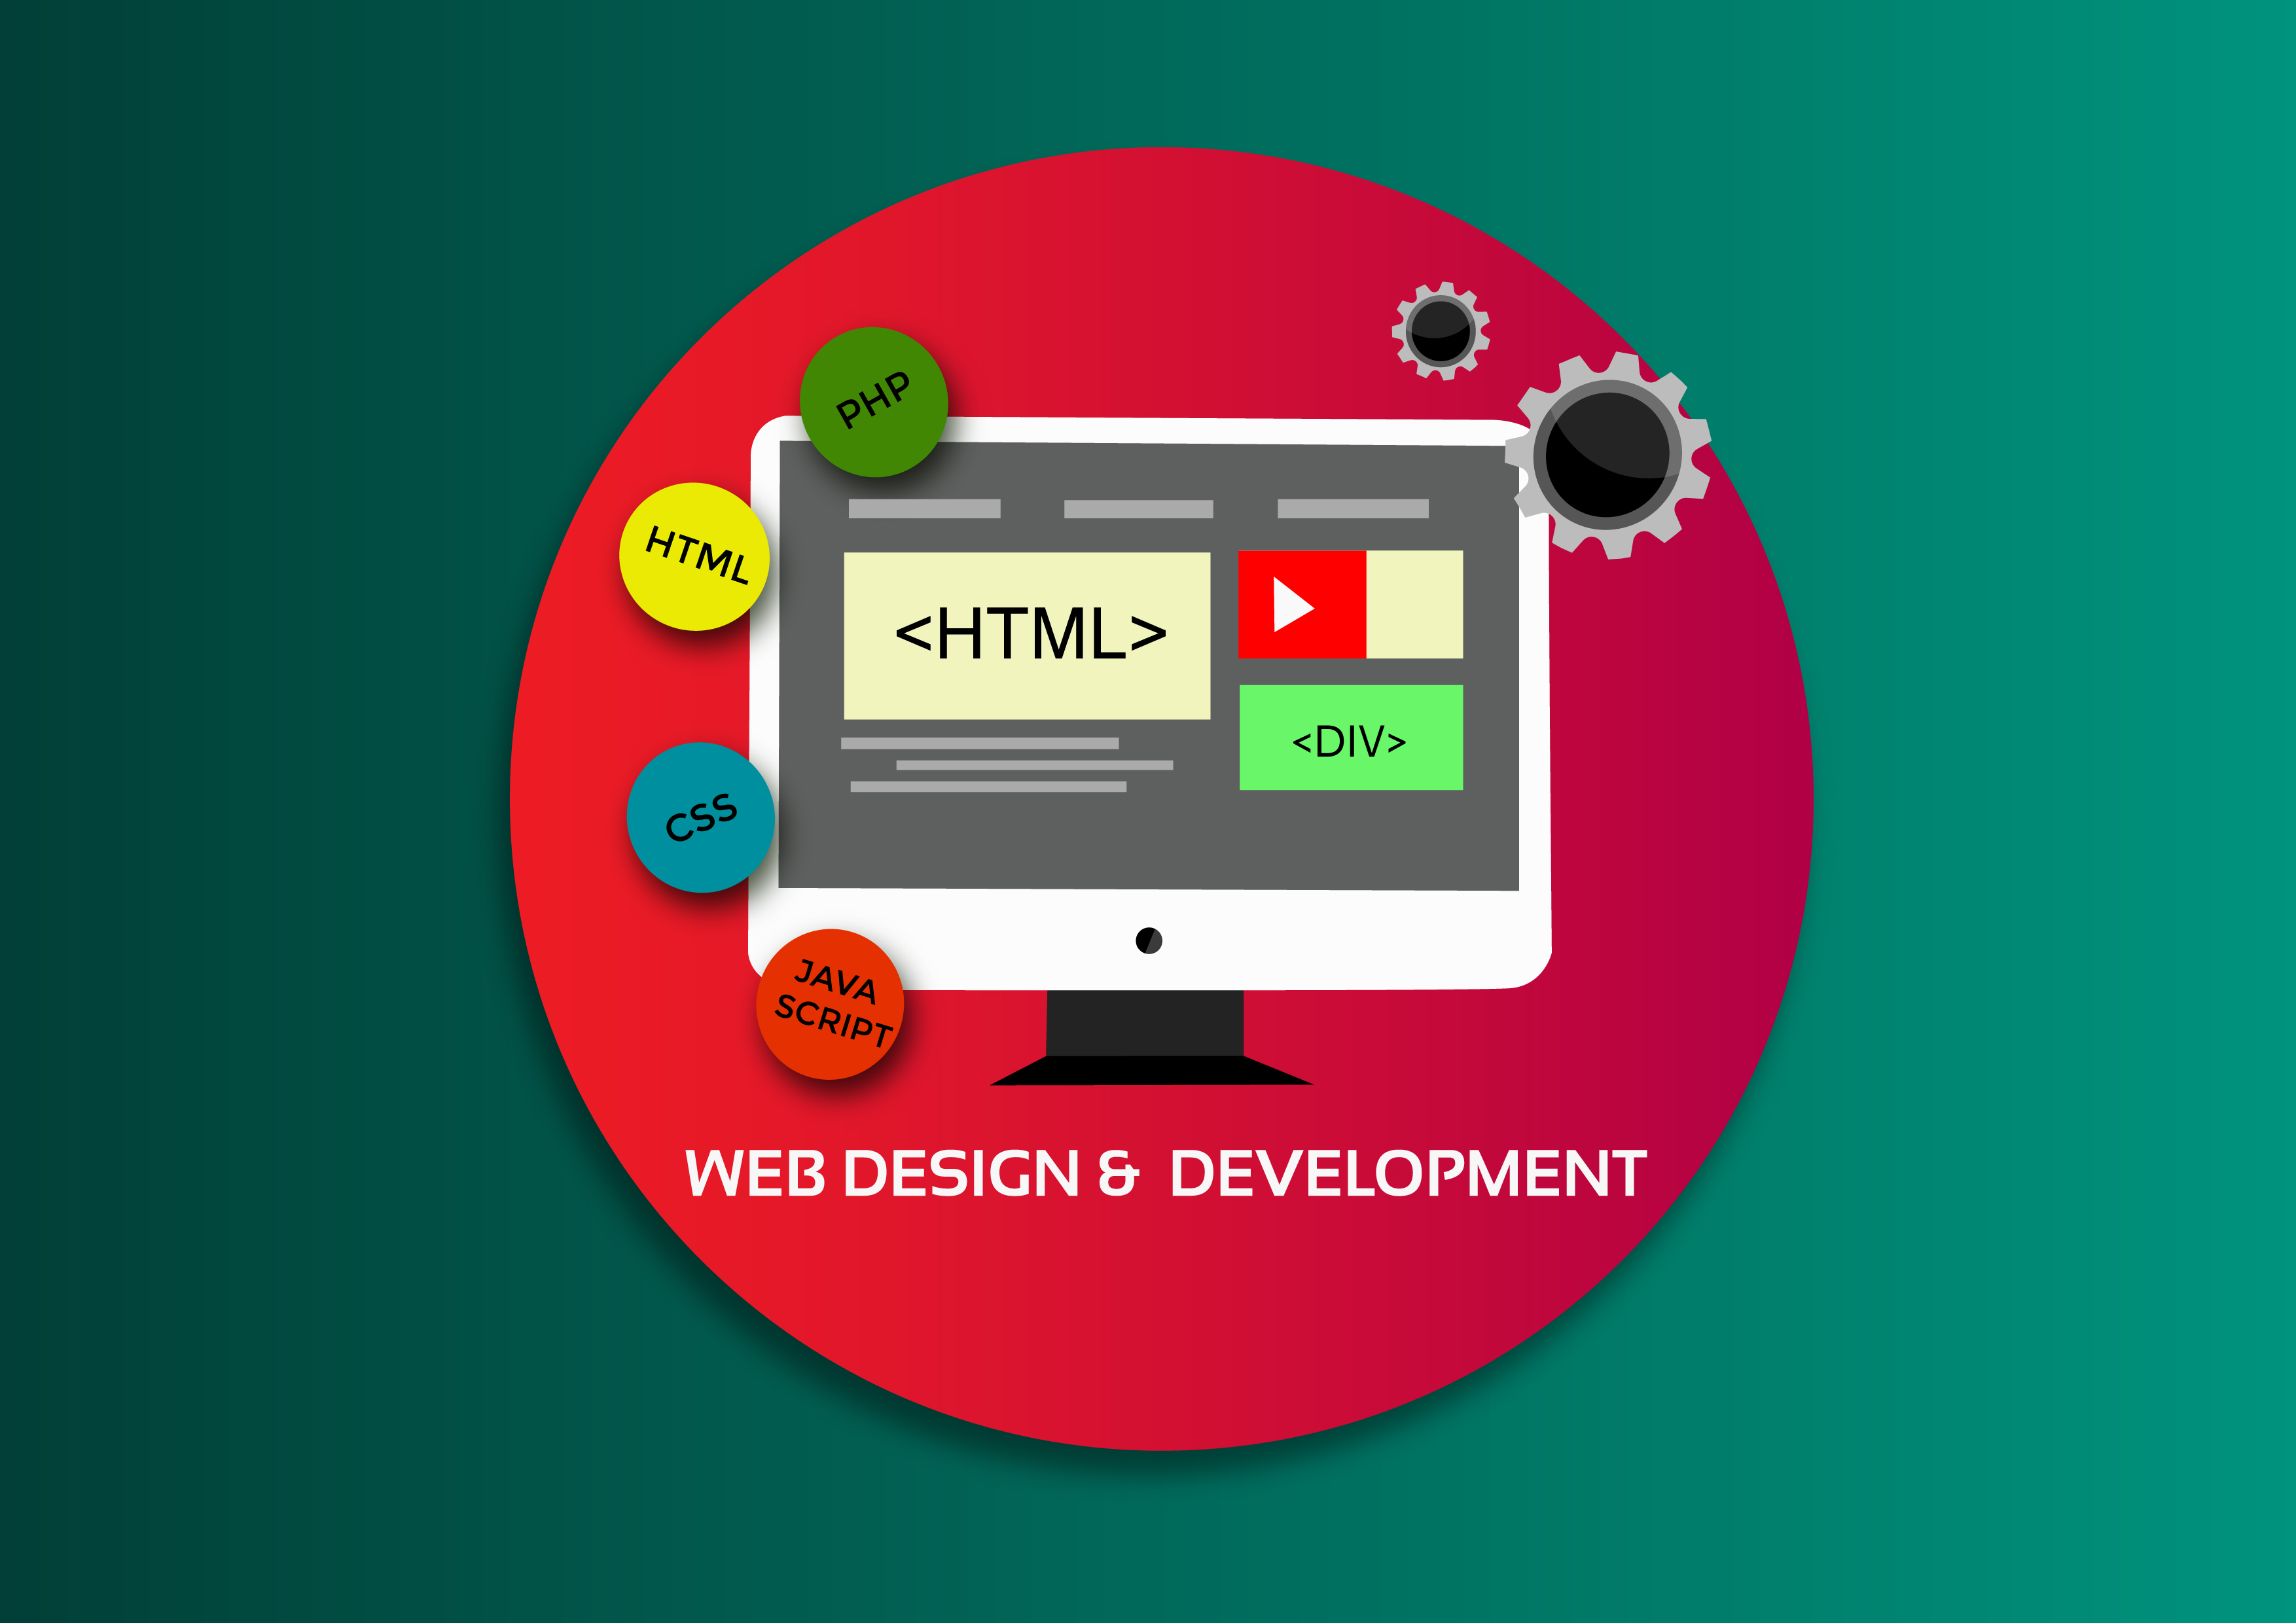 PHP
HTML
<HTML>
<DIV>
CSS
JAVA
SCRIPT
WEB DESIGN & DEVELOPMENT